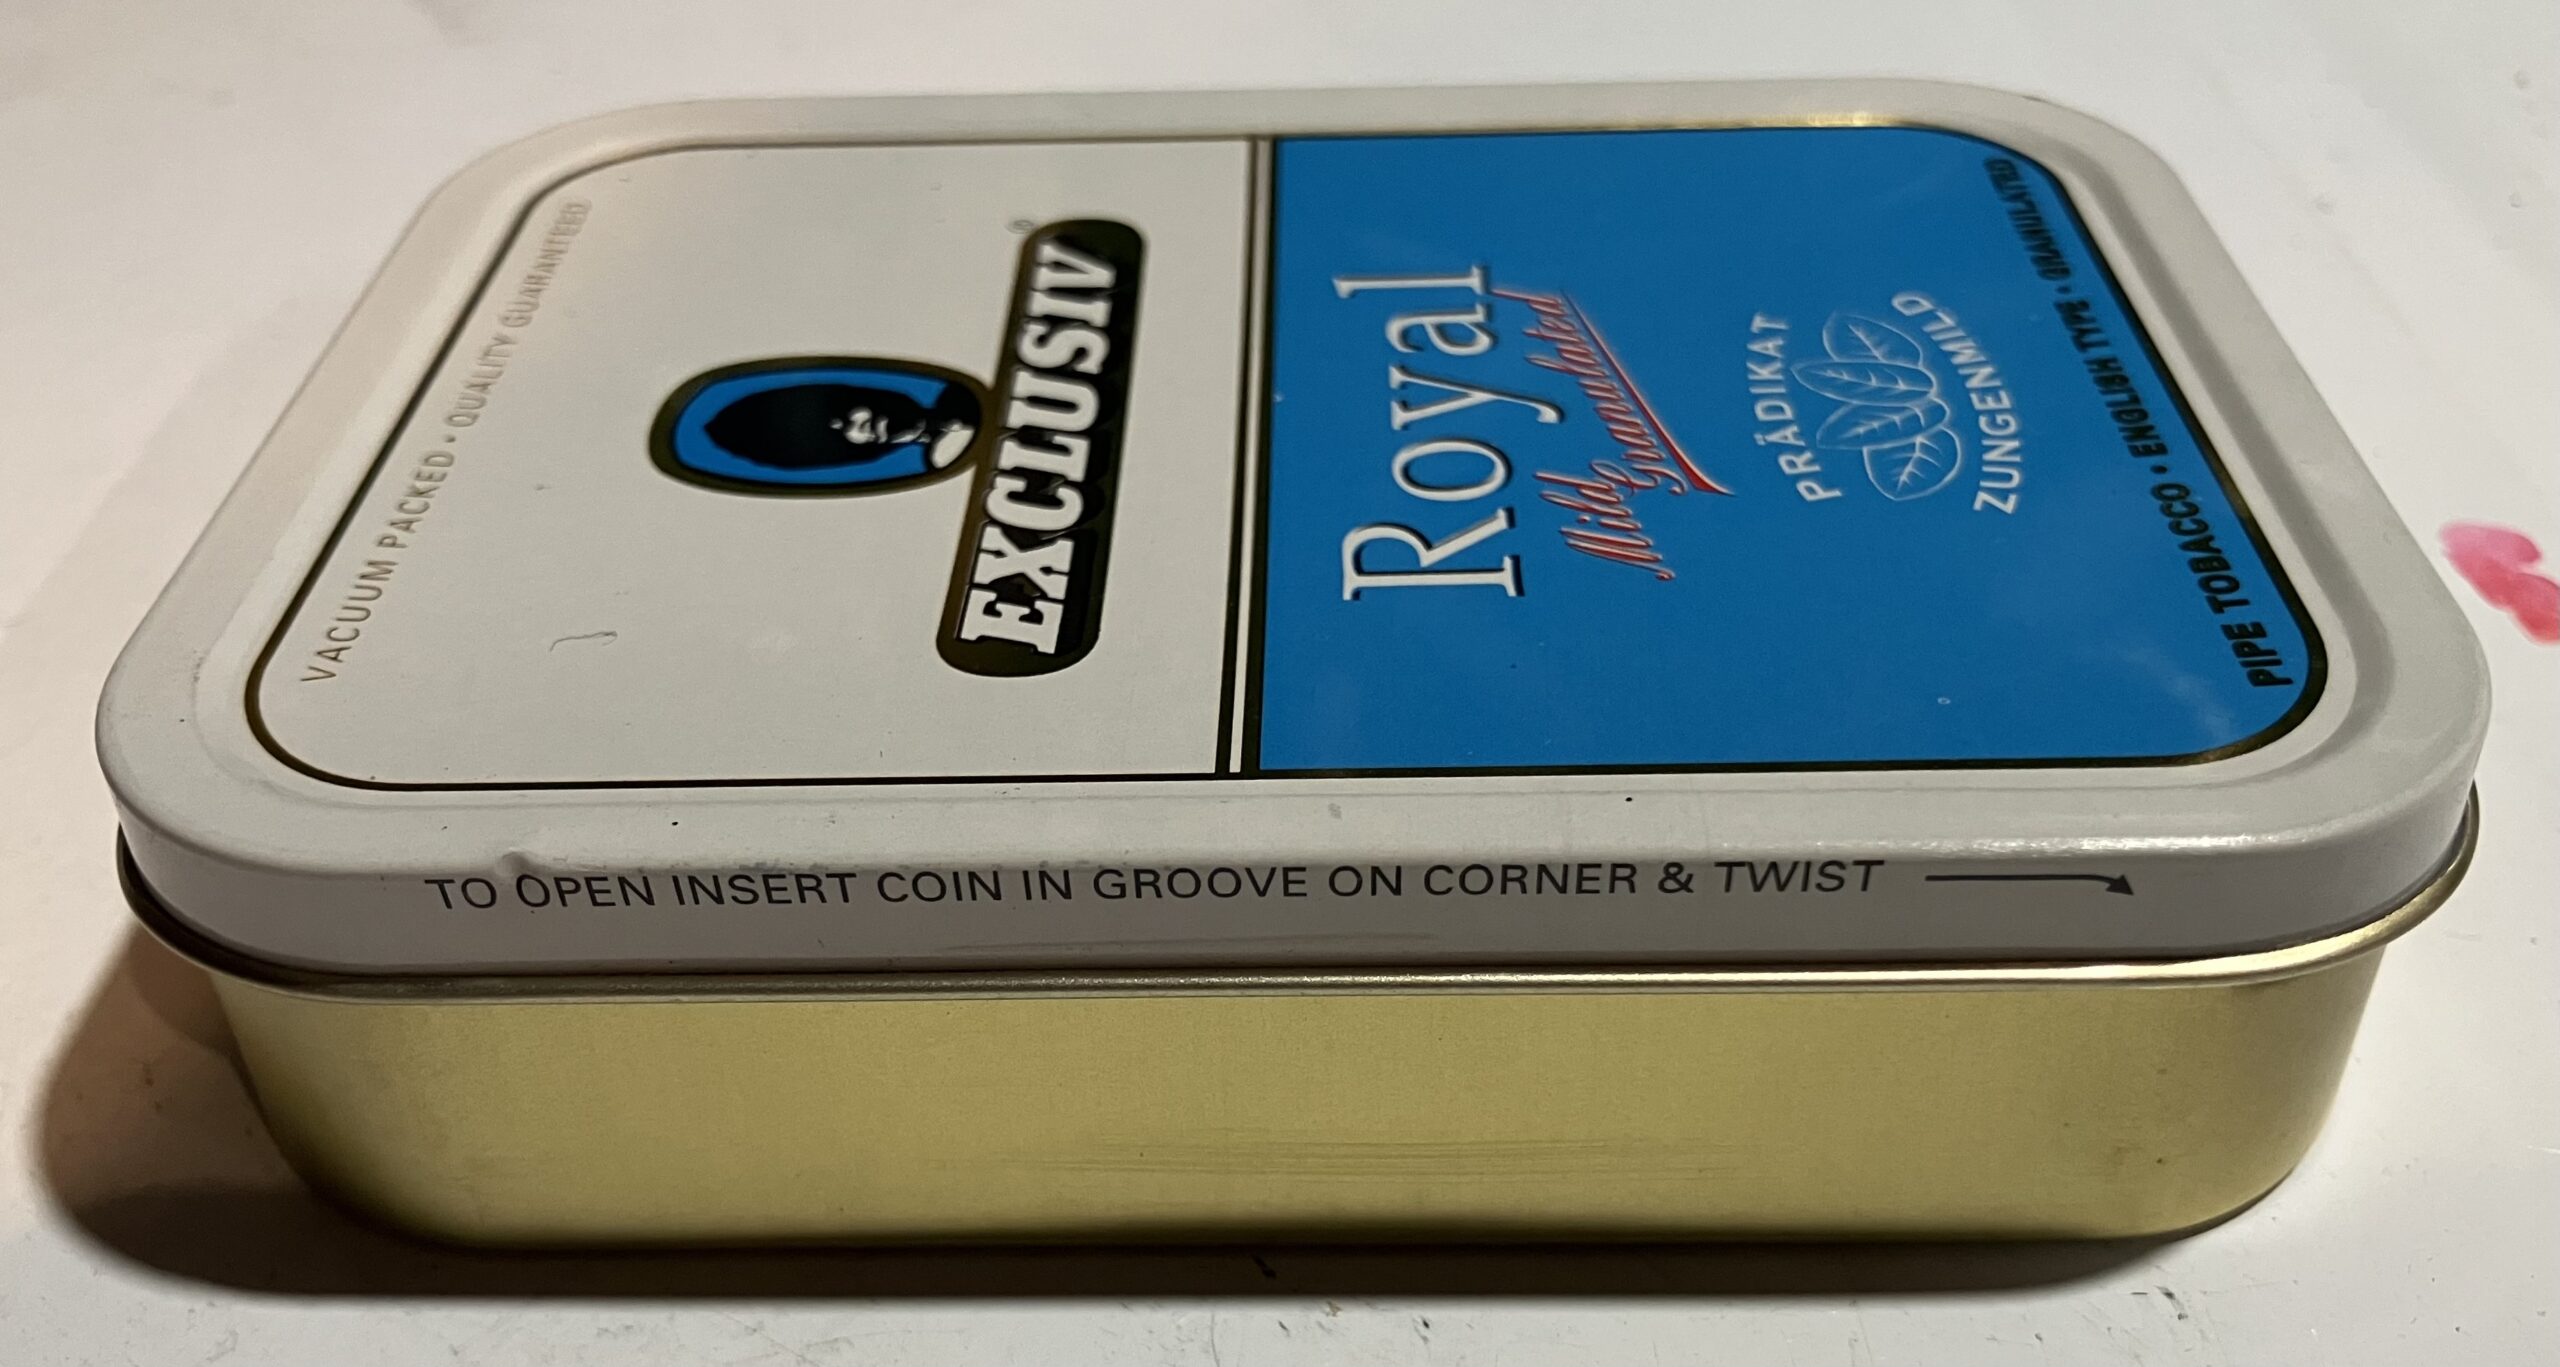 VACUUM PACKED • QUALITY GUARANTEED
EXCLUSIV®
Royal
Mild Granulated
PRÄDIKAT
ZUNGENMILD
PIPE TOBACCO • ENGLISH TYPE • GRANULATED
TO OPEN INSERT COIN IN GROOVE ON CORNER & TWIST